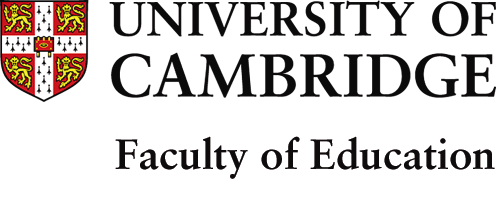 UNIVERSITY OF
CAMBRIDGE
Faculty of Education